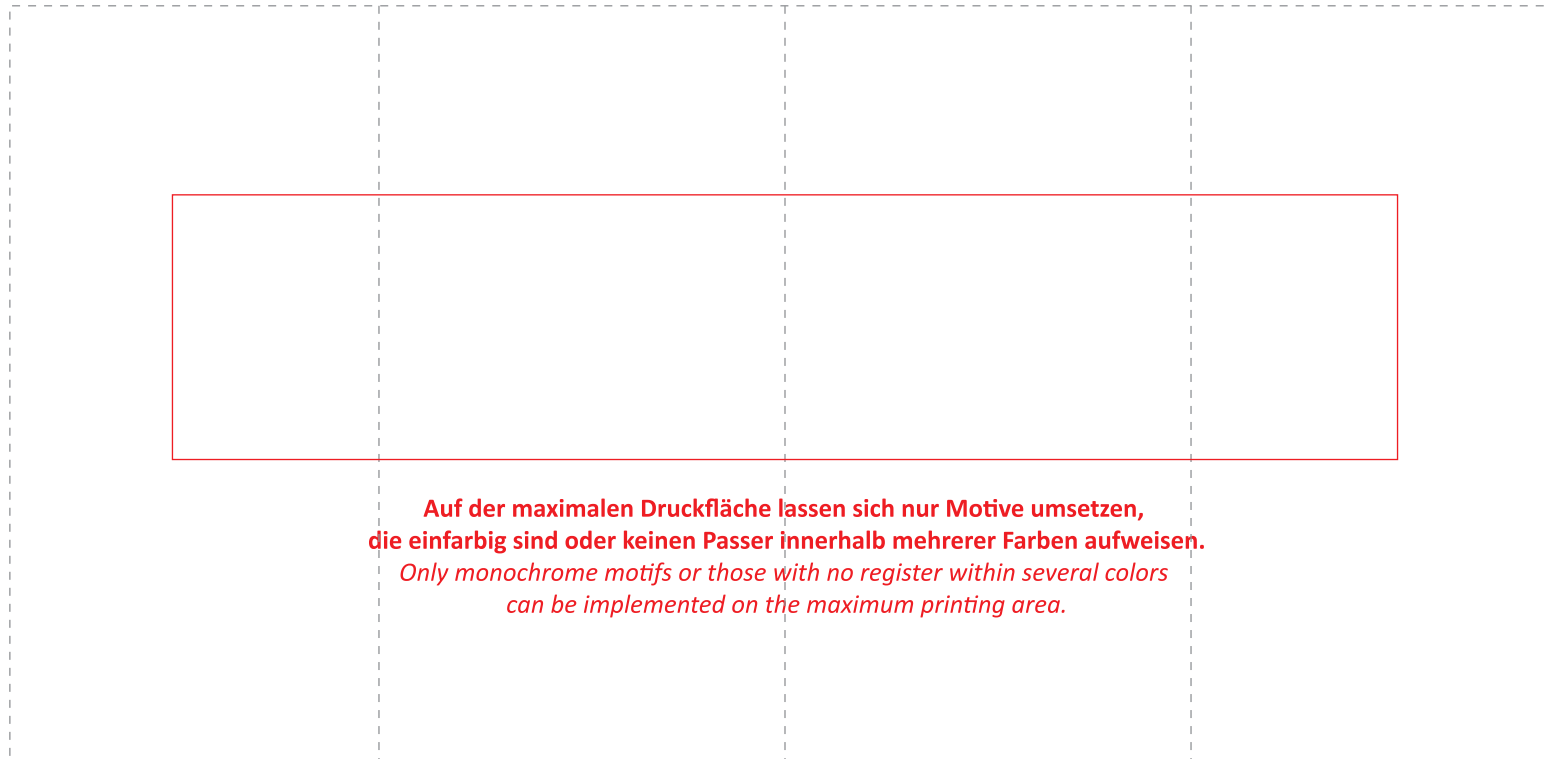 Auf der maximalen Druckfläche lassen sich nur Motive umsetzen,
die einfarbig sind oder keinen Passer innerhalb mehrerer Farben aufweisen.
Only monochrome motifs or those with no register within several colors
can be implemented on the maximum printing area.